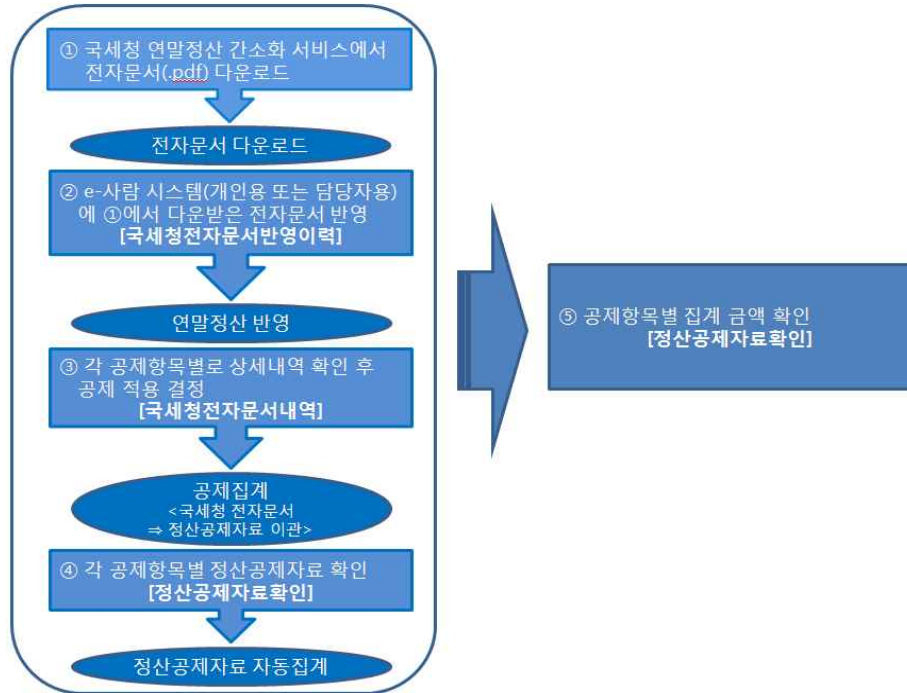 ① 국세청 연말정산 간소화 서비스에서
전자문서(.pdf) 다운로드
전자문서 다운로드
② e-사람 시스템(개인용 또는 담당자용)
에 ①에서 다운받은 전자문서 반영
[국세청전자문서반영이력]
연말정산 반영
③ 각 공제항목별로 상세내역 확인 후
공제 적용 결정
[국세청전자문서내역]
공제집계
<국세청 전자문서
⇒ 정산공제자료 이관>
④ 각 공제항목별 정산공제자료 확인
[정산공제자료확인]
정산공제자료 자동집계
⑤ 공제항목별 집계 금액 확인
[정산공제자료확인]